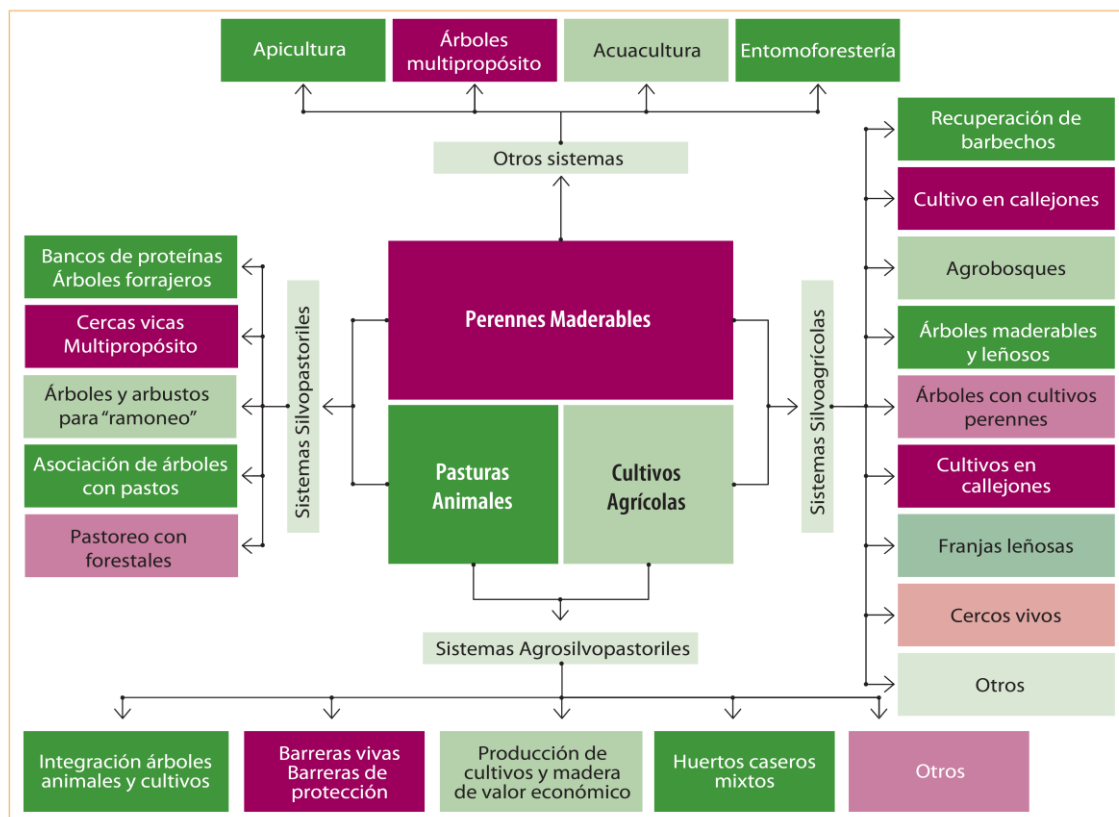 Apicultura
Árboles
multipropósito
Acuacultura
Entomoforestería
Otros sistemas
Recuperación de
barbechos
Cultivo en callejones
Agrobosques
Árboles maderables
y leñosos
Árboles con cultivos
perennes
Cultivos en
callejones
Franjas leñosas
Cercos vivos
Otros
Sistemas Silvoagrícolas
Bancos de proteínas
Árboles forrajeros
Cercas vicas
Multipropósito
Árboles y arbustos
para “ramoneo”
Asociación de árboles
con pastos
Pastoreo con
forestales
Sistemas Silvopastoriles
Perennes Maderables
Pasturas
Animales
Cultivos
Agrícolas
Sistemas Agrosilvopastoriles
Integración árboles
animales y cultivos
Barreras vivas
Barreras de
protección
Producción de
cultivos y madera
de valor económico
Huertos caseros
mixtos
Otros